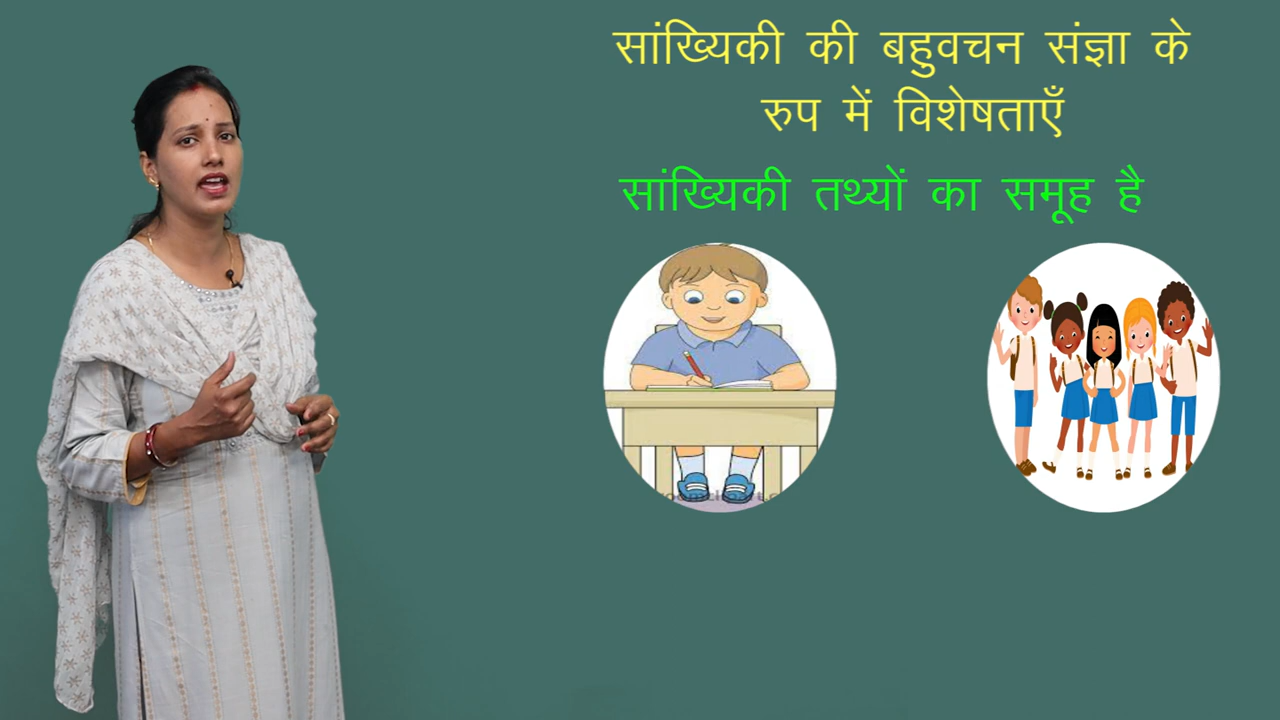 सांख्यिकी की बहुवचन संज्ञा के
रुप में विशेषताएँ
सांख्यिकी तथ्यों का समूह है